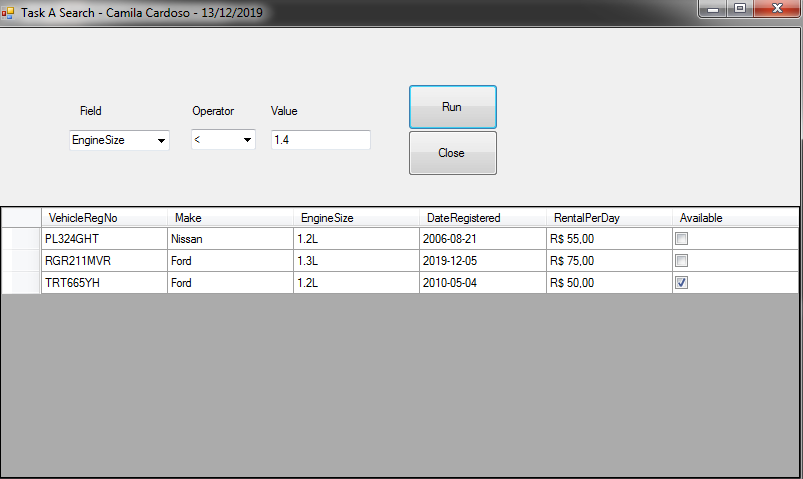 Task A Search - Camila Cardoso - 13/12/2019
Field Operator Value
EngineSize < 1.4
Run
Close
VehicleRegNo Make EngineSize DateRegistered RentalPerDay Available
PL324GHT Nissan 1.2L 2006-08-21 R$ 55,00
RGR211MVR Ford 1.3L 2019-12-05 R$ 75,00
TRT665YH Ford 1.2L 2010-05-04 R$ 50,00